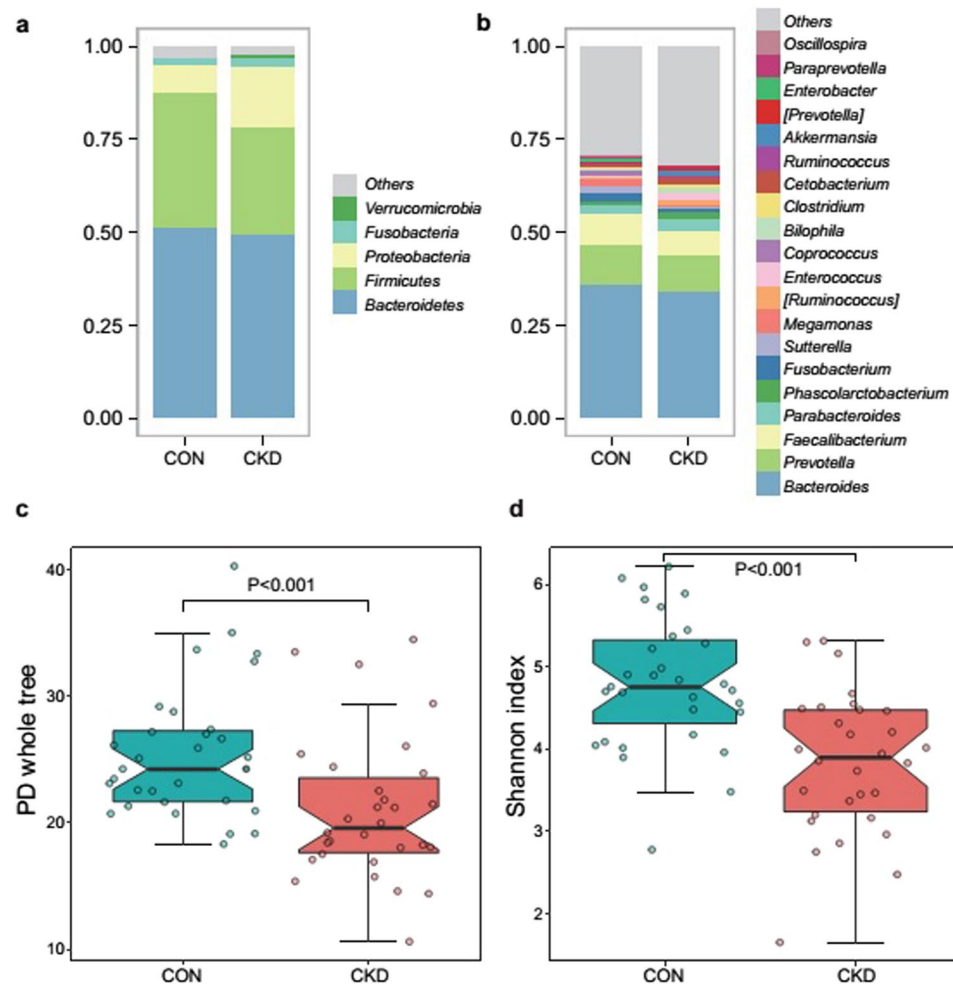 a
1.00
0.75
0.50
0.25
0.00
CON CKD
Others
Verrucomicrobia
Fusobacteria
Proteobacteria
Firmicutes
Bacteroidetes
b
1.00
0.75
0.50
0.25
0.00
CON CKD
Others
Oscillospira
Paraprevotella
Enterobacter
[Prevotella]
Akkermansia
Ruminococcus
Cetobacterium
Clostridium
Bilophila
Coprococcus
Enterococcus
[Ruminococcus]
Megamonas
Sutterella
Fusobacterium
Phascolarctobacterium
Parabacteroides
Faecalibacterium
Prevotella
Bacteroides
c
PD whole tree
40
30
20
10
P<0.001
CON CKD
d
Shannon index
6
5
4
3
2
P<0.001
CON CKD